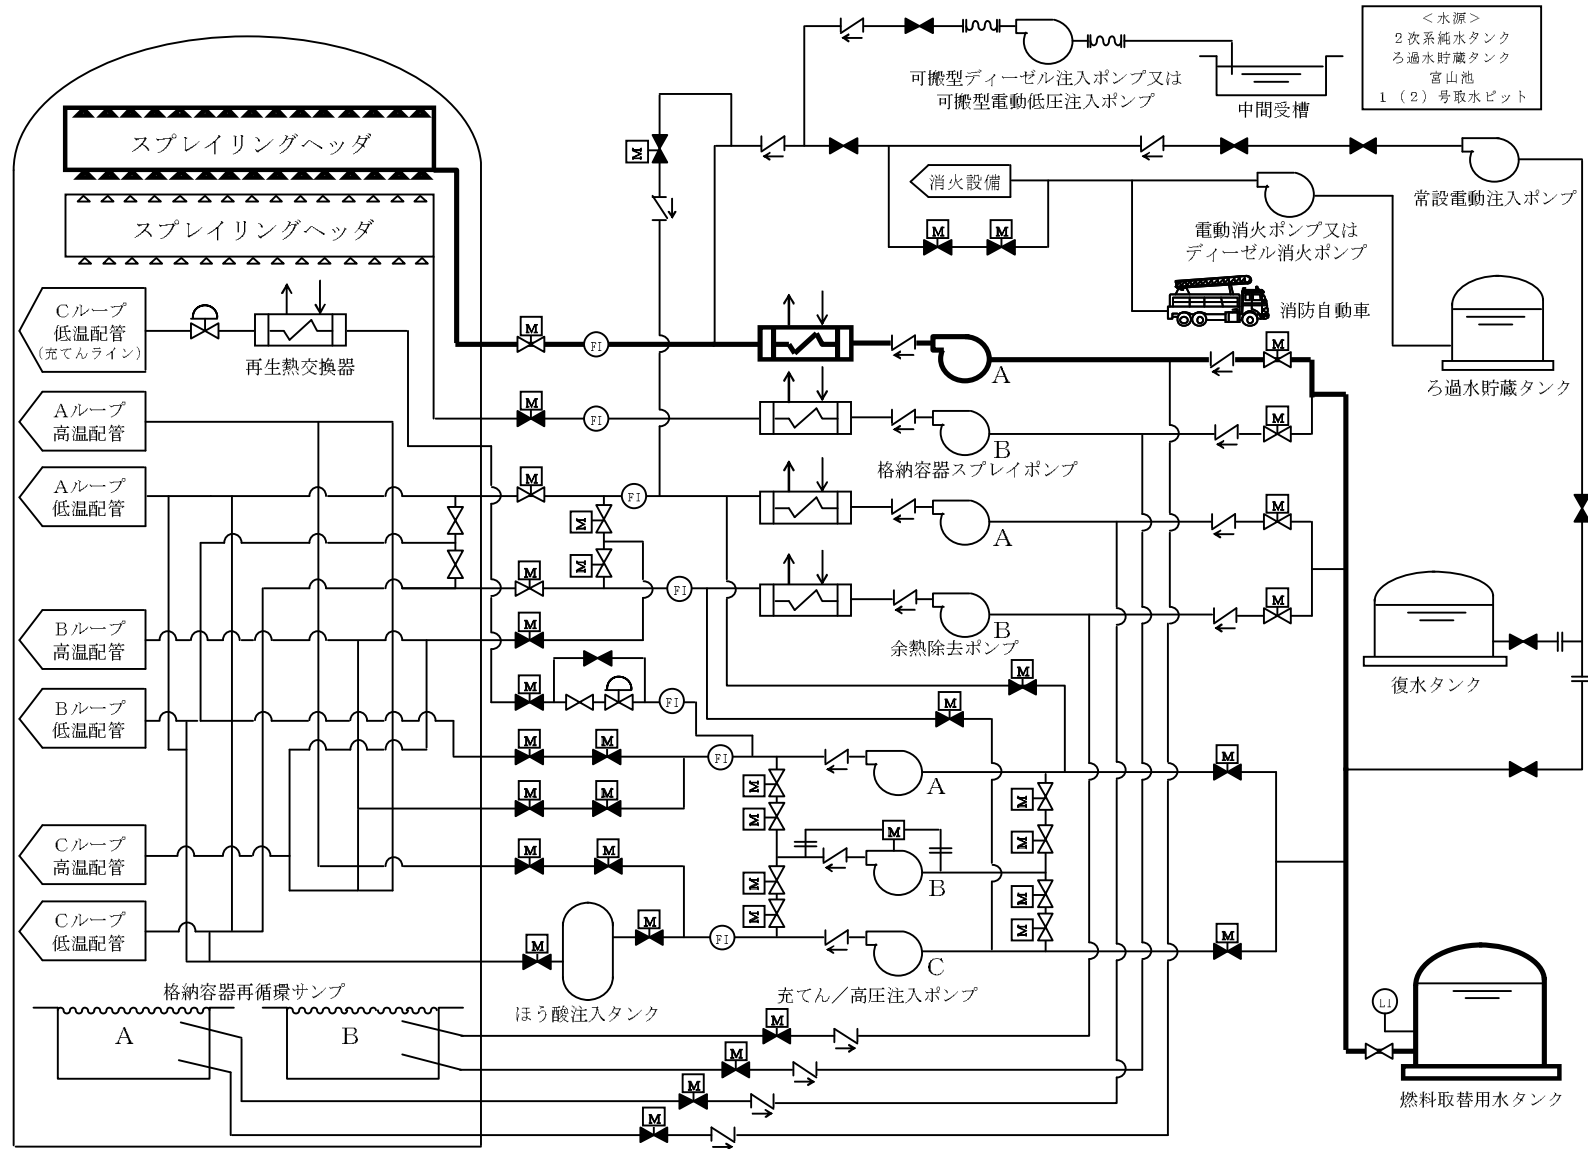 ＜水源＞
２次系純水タンク
ろ過水貯蔵タンク
宮山池
１（２）号取水ピット
可搬型ディーゼル注入ポンプ又は
可搬型電動低圧注入ポンプ
中間受槽
スプレイリングヘッダ
M
消火設備
常設電動注入ポンプ
スプレイリングヘッダ
M
M
電動消火ポンプ又は
ディーゼル消火ポンプ
Cループ
低温配管
(充てんライン)
再生熱交換器
消防自動車
M
FI
A
M
ろ過水貯蔵タンク
Aループ
高温配管
M
FI
B
M
格納容器スプレイポンプ
Aループ
低温配管
M
FI
M
A
M
M
M
FI
B
M
余熱除去ポンプ
Bループ
高温配管
M
M
復水タンク
Bループ
低温配管
M
FI
M
M
M
FI
A
M
M
M
M
M
M
M
M
M
B
Cループ
高温配管
M
M
M
M
M
M
Cループ
低温配管
M
M
FI
C
M
格納容器再循環サンプ
ほう酸注入タンク
充てん／高圧注入ポンプ
A
B
M
M
M
M
LI
燃料取替用水タンク